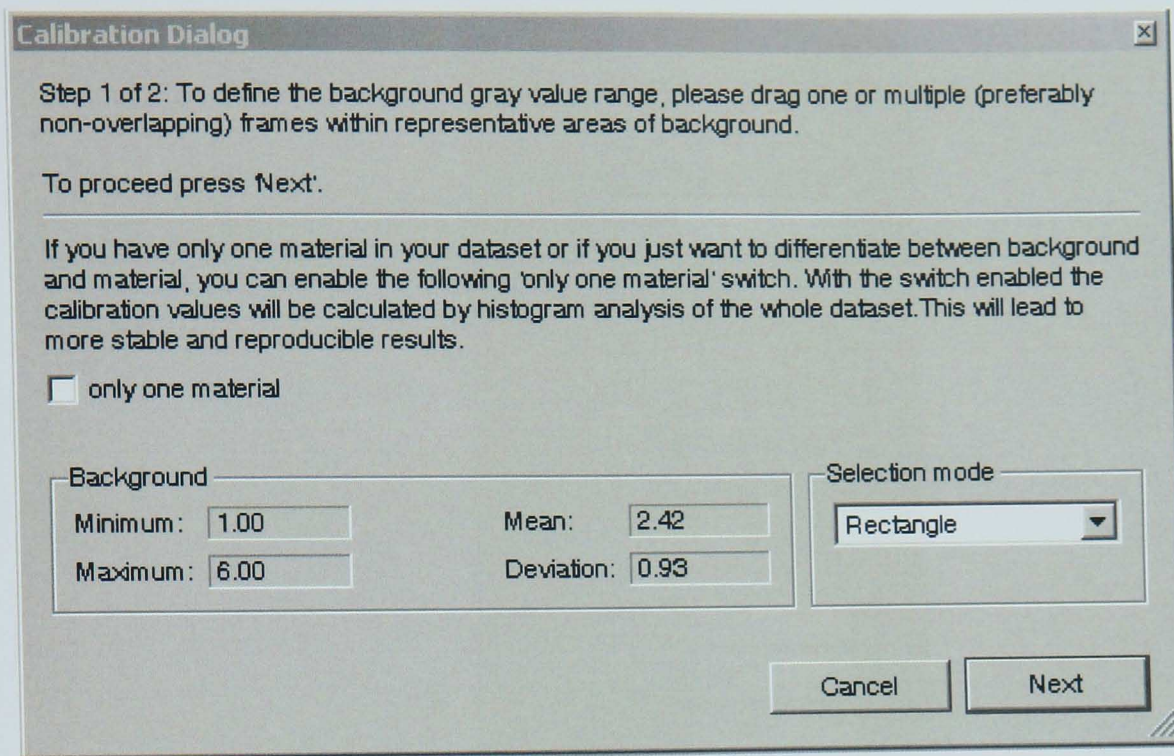 Calibration Dialog
Step 1 of 2: To define the background gray value range, please drag one or multiple (preferably
non-overlapping) frames within representative areas of background.
To proceed press 'Next'.
If you have only one material in your dataset or if you just want to differentiate between background
and material, you can enable the following 'only one material' switch. With the switch enabled the
calibration values will be calculated by histogram analysis of the whole dataset.This will lead to
more stable and reproducible results.
only one material
Background
Selection mode
Minimum: 1.00
Mean: 2.42
Rectangle
Maximum: 6.00
Deviation: 0.93
Cancel
Next